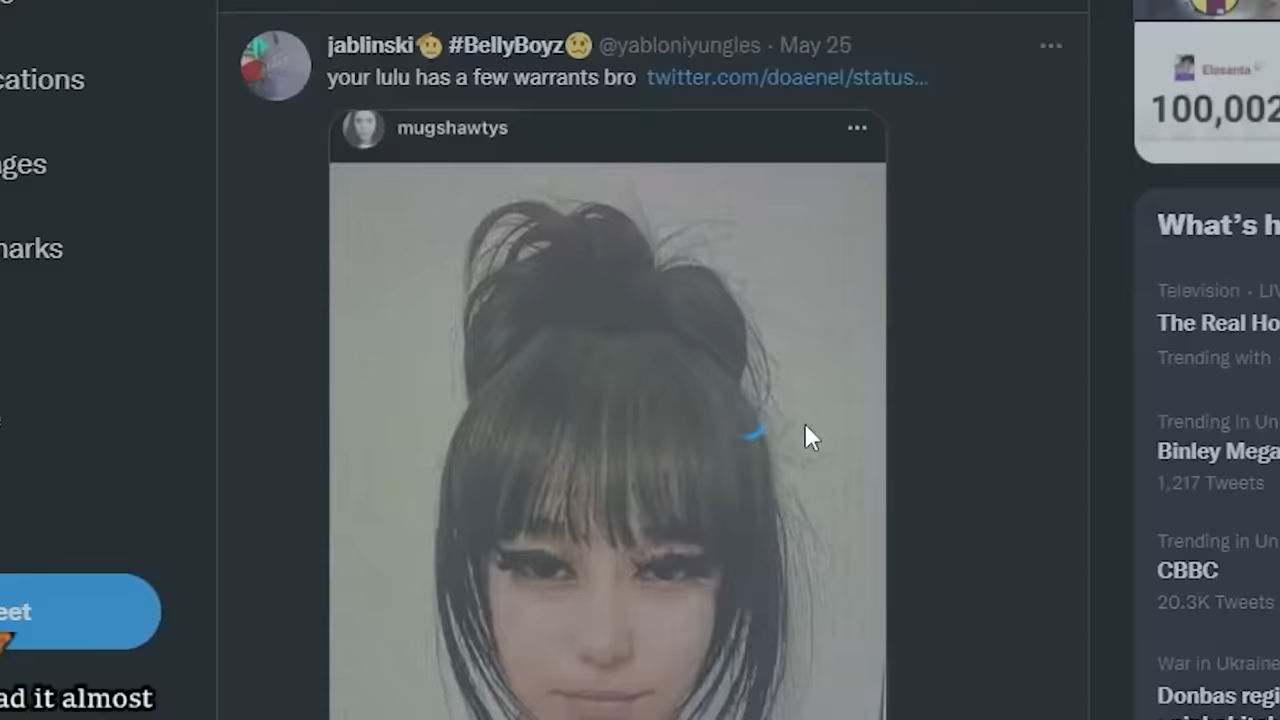 cations
ges
marks
eet
ad it almost
jablinski🫡 #BellyBoyz🥴 @yabloniyungles · May 25
your lulu has a few warrants bro twitter.com/doaenel/status...
mugshawtys
Elosanta
100,002
What's h
Television · LIV
The Real Ho
Trending with
Trending in Un
Binley Mega
1,217 Tweets
Trending in Un
CBBC
20.3K Tweets
War in Ukraine
Donbas regi